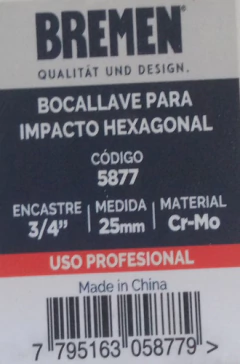 BREMEN®
QUALITÄT UND DESIGN.
BOCALLAVE PARA
IMPACTO HEXAGONAL
CÓDIGO
5877
ENCASTRE | MEDIDA | MATERIAL
3/4” | 25mm | Cr-Mo
USO PROFESIONAL
Made in China
7 795163 058779 >